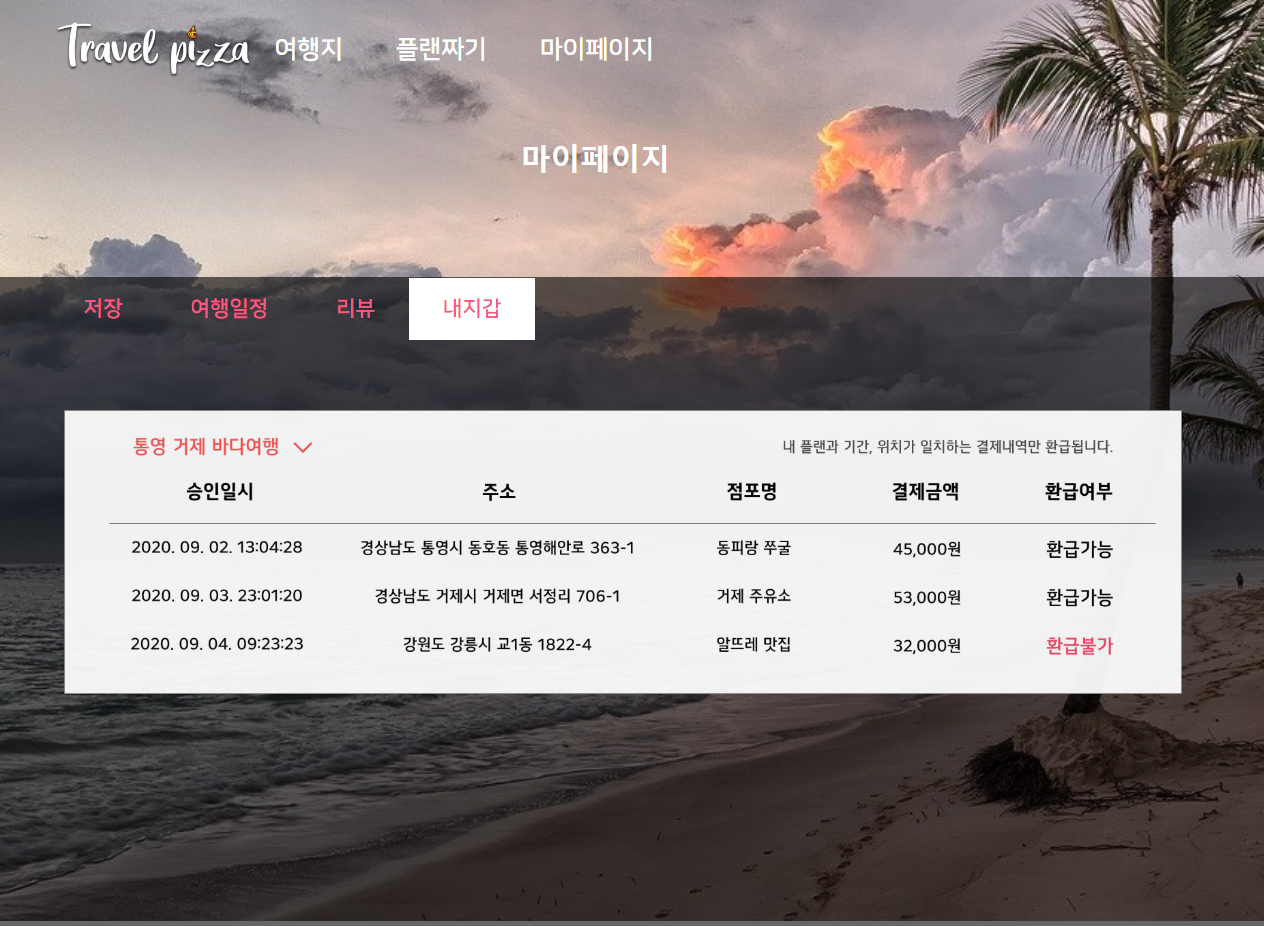 Travel pizza 여행지 플랜짜기 마이페이지
마이페이지
저장 여행일정 리뷰 내지갑
통영 거제 바다여행 내 플랜과 기간, 위치가 일치하는 결제내역만 환급됩니다.
승인일시 주소 점포명 결제금액 환급여부
2020. 09. 02. 13:04:28 경상남도 통영시 동호동 통영해안로 363-1 동피랑 쭈굴 45,000원 환급가능
2020. 09. 03. 23:01:20 경상남도 거제시 거제면 서정리 706-1 거제 주유소 53,000원 환급가능
2020. 09. 04. 09:23:23 강원도 강릉시 교1동 1822-4 알뜨레 맛집 32,000원 환급불가